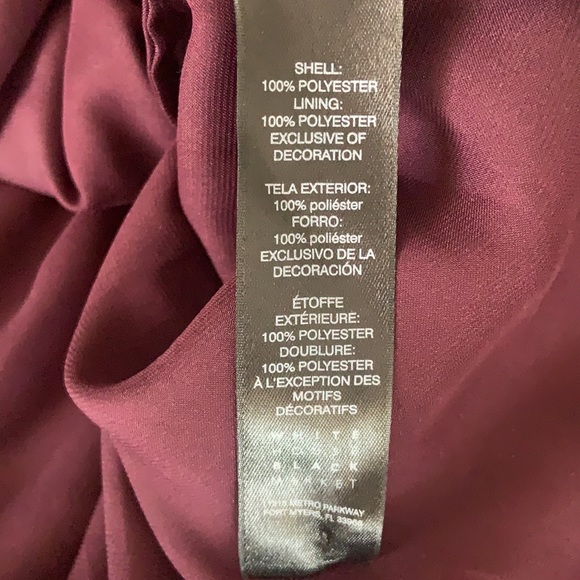 SHELL:
100% POLYESTER
LINING:
100% POLYESTER
EXCLUSIVE OF
DECORATION
TELA EXTERIOR:
100% poliéster
FORRO:
100% poliéster
EXCLUSIVO DE LA
DECORACIÓN
ÉTOFFE
EXTÉRIEURE:
100% POLYESTER
DOUBLURE:
100% POLYESTER
À L'EXCEPTION DES
MOTIFS
DÉCORATIFS
WHITE
HOUSE
BLACK
MARKET
METRO PARKWAY
FORT MYERS, FL